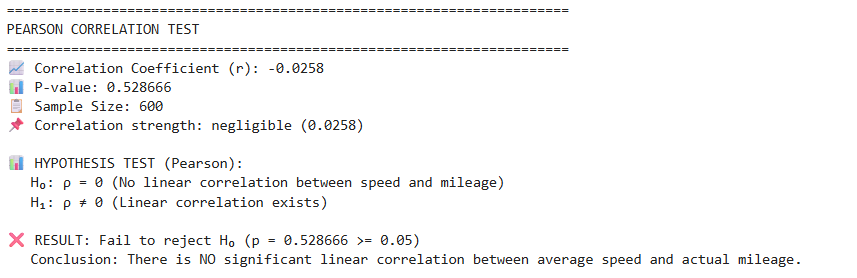 ======================================================================
PEARSON CORRELATION TEST
======================================================================
📈 Correlation Coefficient (r): -0.0258
📊 P-value: 0.528666
📋 Sample Size: 600
📌 Correlation strength: negligible (0.0258)
📊 HYPOTHESIS TEST (Pearson):
H₀: ρ = 0 (No linear correlation between speed and mileage)
H₁: ρ ≠ 0 (Linear correlation exists)
❌ RESULT: Fail to reject H₀ (p = 0.528666 >= 0.05)
Conclusion: There is NO significant linear correlation between average speed and actual mileage.